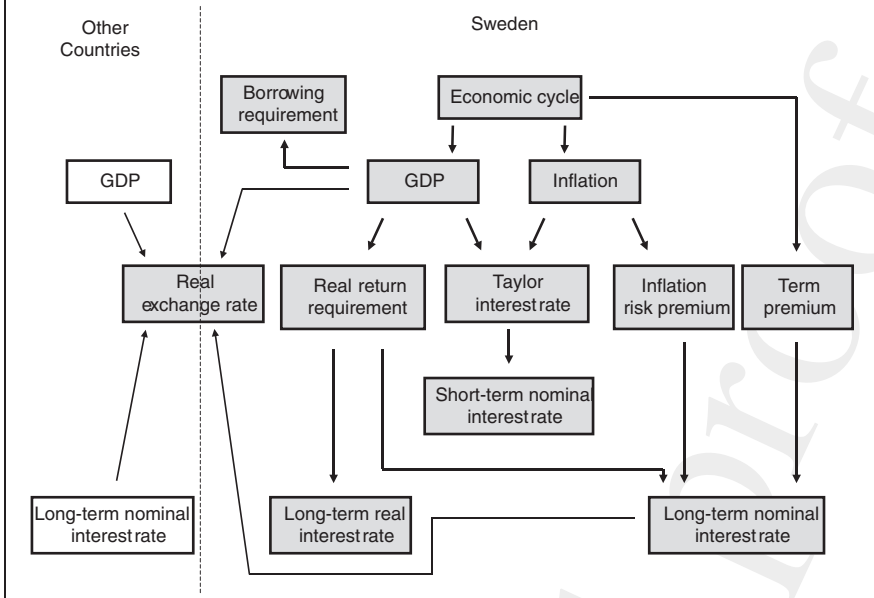 Other
Countries
Sweden
Borrowing
requirement
Economic cycle
GDP
GDP
Inflation
Real
exchange rate
Real return
requirement
Taylor
interest rate
Inflation
risk premium
Term
premium
Short-term nominal
interest rate
Long-term nominal
interest rate
Long-term real
interest rate
Long-term nominal
interest rate
proof